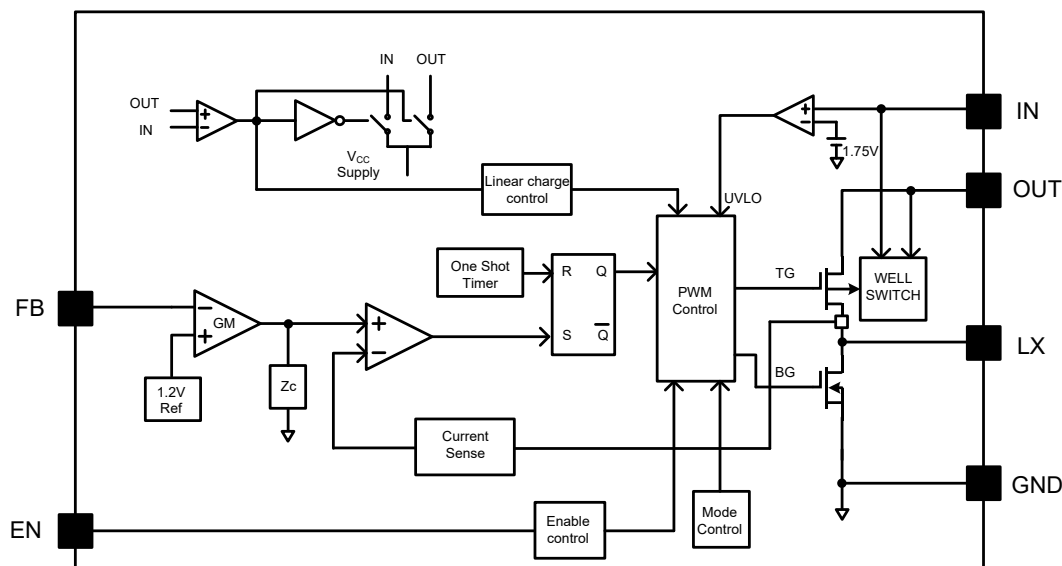 IN
OUT
OUT
IN
+
−
V_CC
Supply
Linear charge
control
UVLO
+
−
1.75V
IN
OUT
One Shot
Timer
R
Q
S
Q̅
PWM
Control
TG
WELL
SWITCH
FB
−
GM
+
+
−
LX
1.2V
Ref
Zc
BG
Current
Sense
GND
EN
Enable
control
Mode
Control